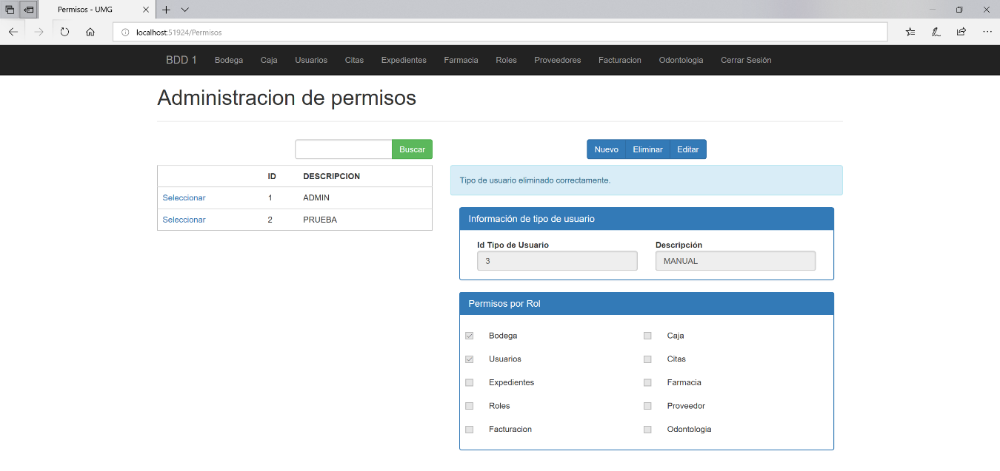 Permisos - UMG
localhost:51924/Permisos
BDD 1 Bodega Caja Usuarios Citas Expedientes Farmacia Roles Proveedores Facturacion Odontologia Cerrar Sesión
Administracion de permisos
Buscar
Nuevo Eliminar Editar
ID DESCRIPCION
Seleccionar 1 ADMIN
Seleccionar 2 PRUEBA
Tipo de usuario eliminado correctamente.
Información de tipo de usuario
Id Tipo de Usuario Descripción
3 MANUAL
Permisos por Rol
Bodega Caja
Usuarios Citas
Expedientes Farmacia
Roles Proveedor
Facturacion Odontologia